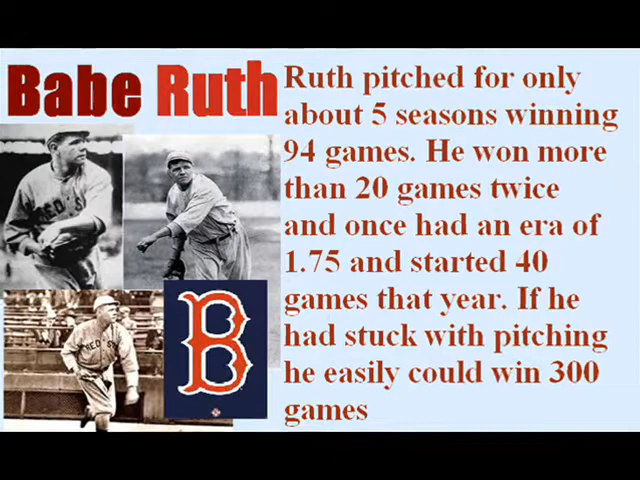 Babe Ruth
Ruth pitched for only
about 5 seasons winning
94 games. He won more
than 20 games twice
and once had an era of
1.75 and started 40
games that year. If he
had stuck with pitching
he easily could win 300
games
RED S
RED S
B